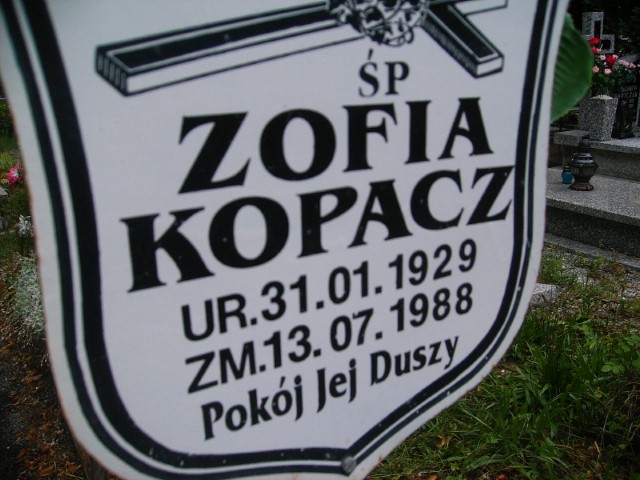 ŚP
ZOFIA
KOPACZ
UR.31.01.1929
ZM.13.07.1988
Pokój Jej Duszy